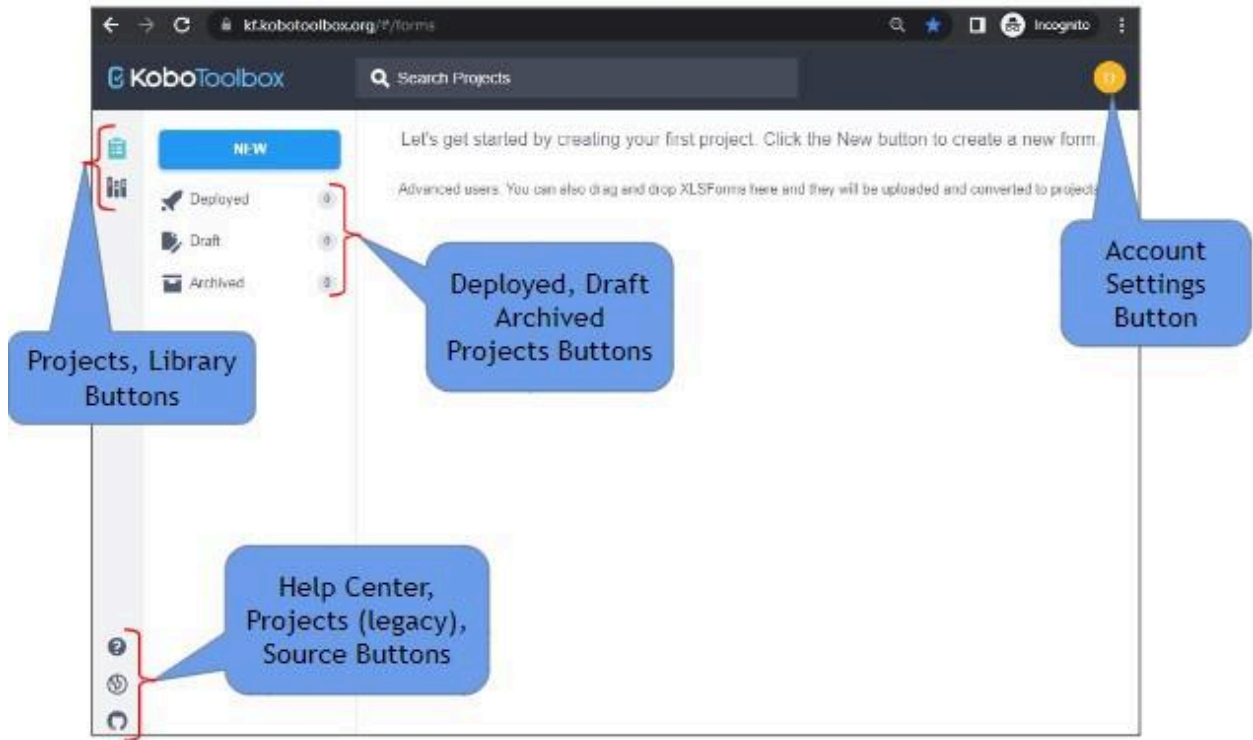 kf.kobotoolbox.org/#/forms
Incognito
KoboToolbox
Search Projects
NEW
Let's get started by creating your first project. Click the New button to create a new form.
Advanced users: You can also drag and drop XLSForms here and they will be uploaded and converted to projects
Deployed 0
Draft 0
Archived 0
Account
Settings
Button
Deployed, Draft
Archived
Projects Buttons
Projects, Library
Buttons
Help Center,
Projects (legacy),
Source Buttons